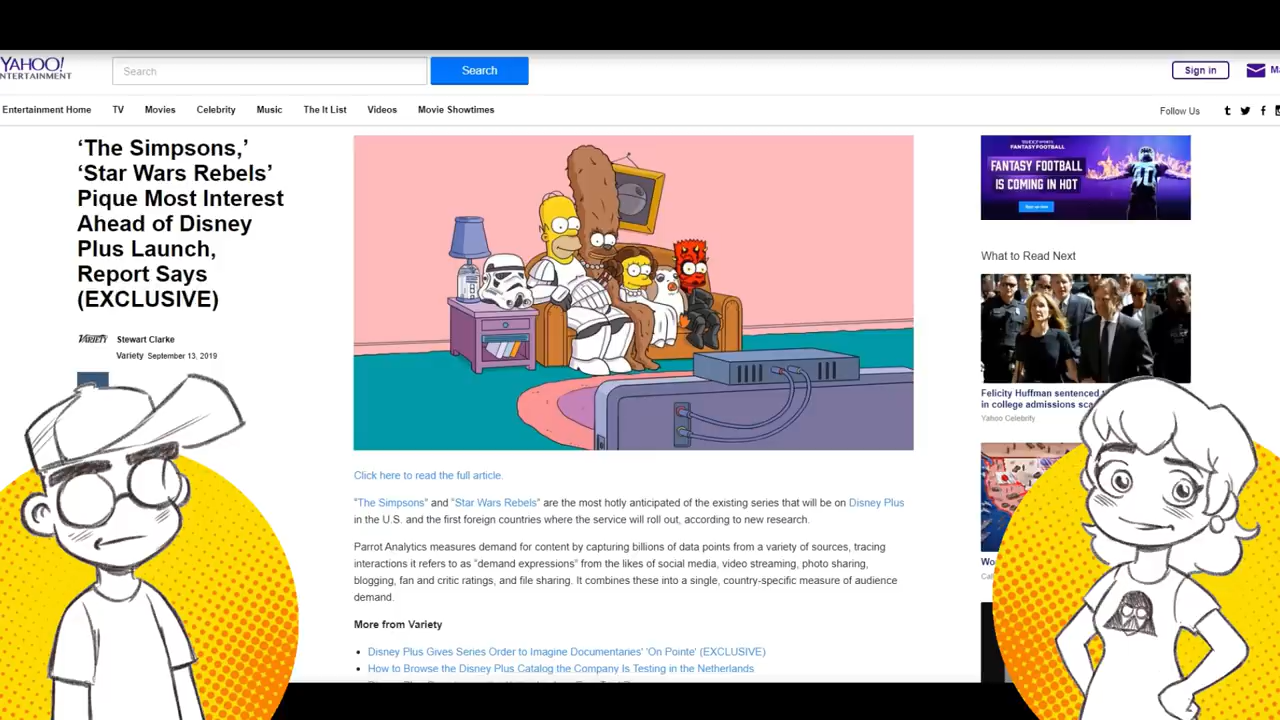 YAHOO!
NTERTAINMENT
Search
Search
Sign in
Entertainment Home
TV
Movies
Celebrity
Music
The It List
Videos
Movie Showtimes
Follow Us
‘The Simpsons,’
‘Star Wars Rebels’
Pique Most Interest
Ahead of Disney
Plus Launch,
Report Says
(EXCLUSIVE)
VARIETY
Stewart Clarke
Variety September 13, 2019
Click here to read the full article.
"The Simpsons" and "Star Wars Rebels" are the most hotly anticipated of the existing series that will be on Disney Plus
in the U.S. and the first foreign countries where the service will roll out, according to new research.
Parrot Analytics measures demand for content by capturing billions of data points from a variety of sources, tracing
interactions it refers to as "demand expressions" from the likes of social media, video streaming, photo sharing,
blogging, fan and critic ratings, and file sharing. It combines these into a single, country-specific measure of audience
demand.
More from Variety
Disney Plus Gives Series Order to Imagine Documentaries' 'On Pointe' (EXCLUSIVE)
How to Browse the Disney Plus Catalog the Company Is Testing in the Netherlands
FANTASY FOOTBALL
FANTASY FOOTBALL
IS COMING IN HOT
What to Read Next
Felicity Huffman sentenced
in college admissions
Yahoo Celebrity